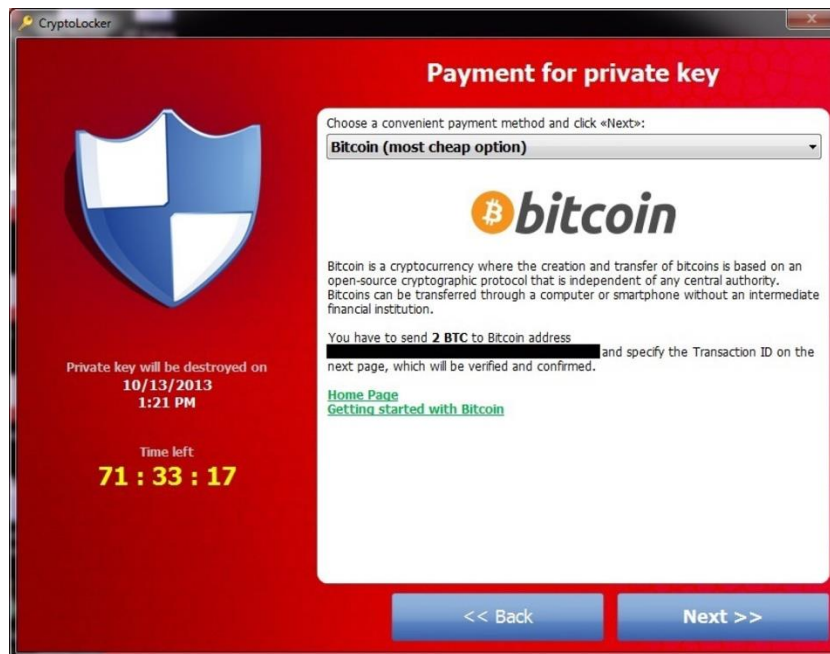 CryptoLocker
Payment for private key
Choose a convenient payment method and click «Next»:
Bitcoin (most cheap option)
bitcoin
Bitcoin is a cryptocurrency where the creation and transfer of bitcoins is based on an
open-source cryptographic protocol that is independent of any central authority.
Bitcoins can be transferred through a computer or smartphone without an intermediate
financial institution.
You have to send 2 BTC to Bitcoin address
and specify the Transaction ID on the
next page, which will be verified and confirmed.
Home Page
Getting started with Bitcoin
Private key will be destroyed on
10/13/2013
1:21 PM
Time left
71 : 33 : 17
<< Back
Next >>